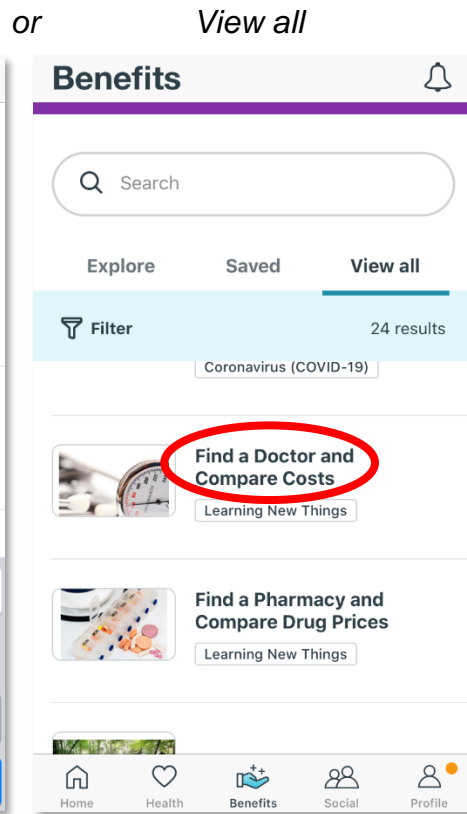 or View all
Benefits
Search
Explore Saved View all
Filter 24 results
Coronavirus (COVID-19)
Find a Doctor and
Compare Costs
Learning New Things
Find a Pharmacy and
Compare Drug Prices
Learning New Things
Home Health Benefits Social Profile